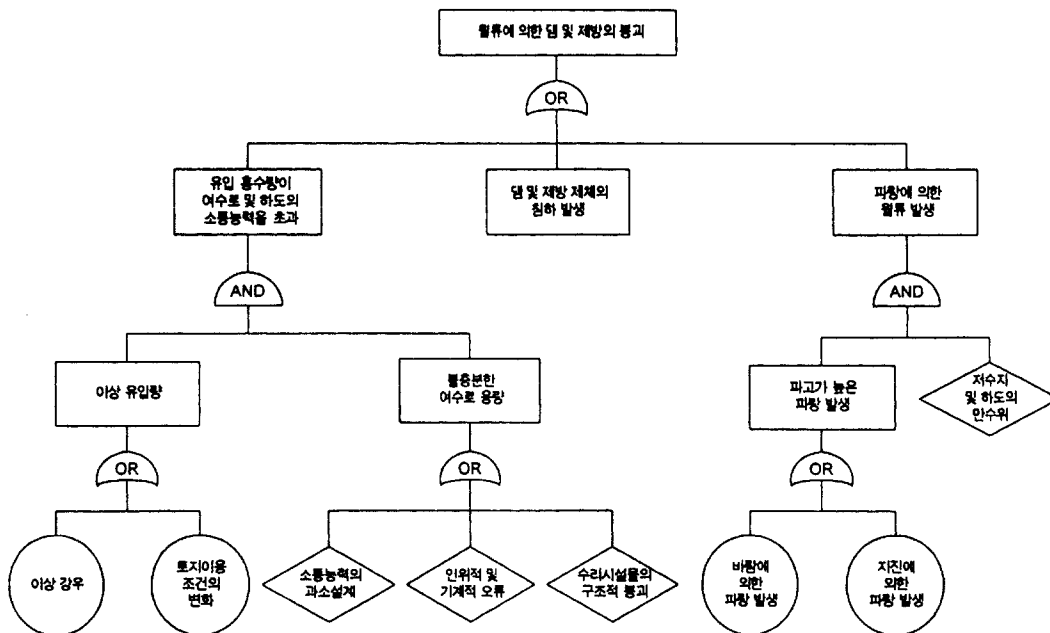 월류에 의한 댐 및 제방의 붕괴
OR
유입 홍수량이
여수로 및 하도의
소통능력을 초과
댐 및 제방 제체의
침하 발생
파랑에 의한
월류 발생
AND
AND
이상 유입량
불충분한
여수로 용량
파고가 높은
파랑 발생
저수지
및 하도의
만수위
OR
OR
OR
이상 강우
토지이용
조건의
변화
소통능력의
과소설계
인위적 및
기계적 오류
수리시설물의
구조적 붕괴
바람에
의한
파랑 발생
지진에
의한
파랑 발생